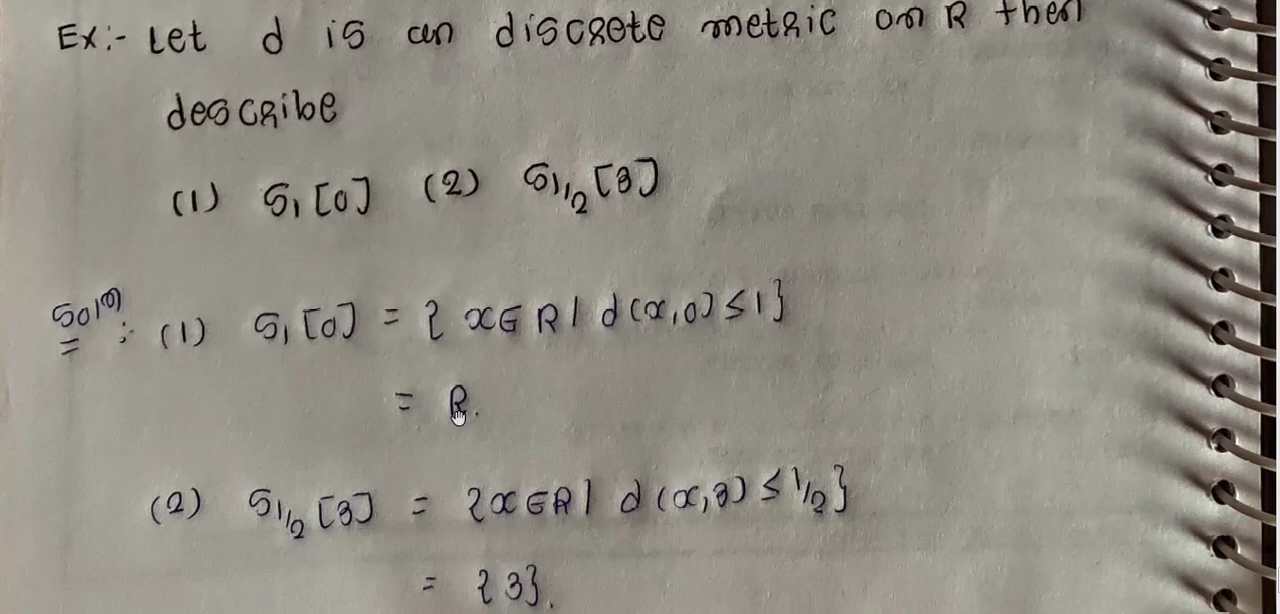 Ex:- Let d is an discrete metric on R then
describe
(1) S₁[0] (2) S₁/₂[3]
Soln: (1) S₁[0] = { x∈R | d(x,0) ≤ 1}
= R.
(2) S₁/₂[3] = {x∈R | d(x,3) ≤ 1/2}
= {3}.